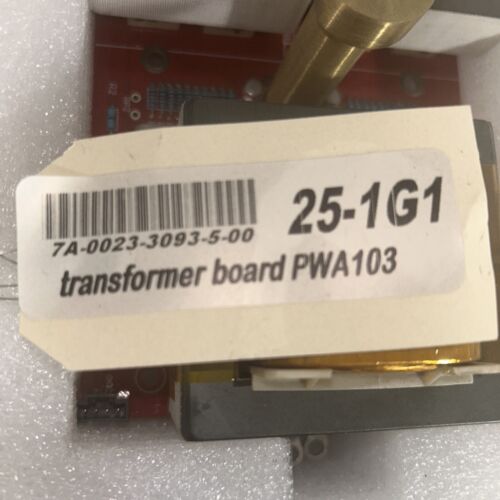 25-1G1
7A-0023-3093-5-00
transformer board PWA103